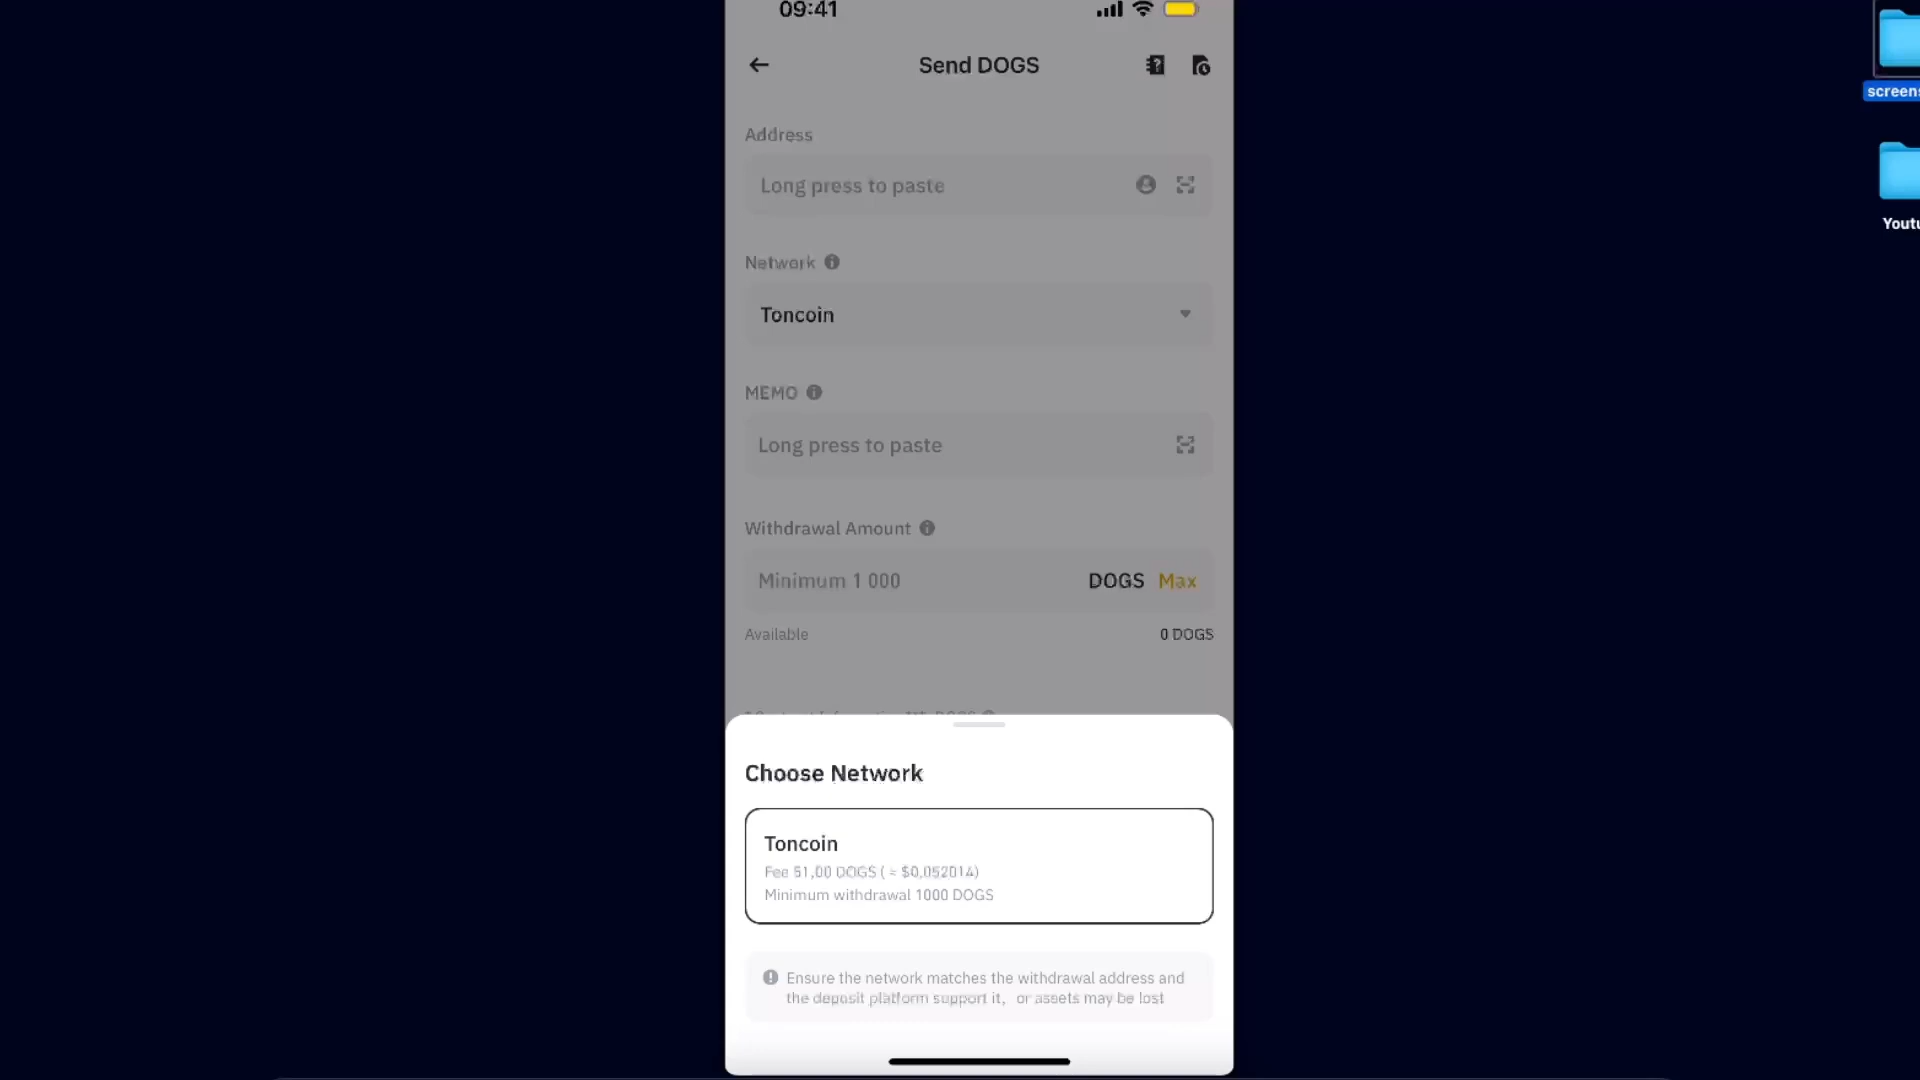 09:41
Send DOGS
screens
Address
Long press to paste
Youtu
Network
Toncoin
MEMO
Long press to paste
Withdrawal Amount
Minimum 1 000 DOGS Max
Available 0 DOGS
Choose Network
Toncoin
Fee 51,00 DOGS ( ≈ $0,052014)
Minimum withdrawal 1000 DOGS
Ensure the network matches the withdrawal address and
the deposit platform support it, or assets may be lost